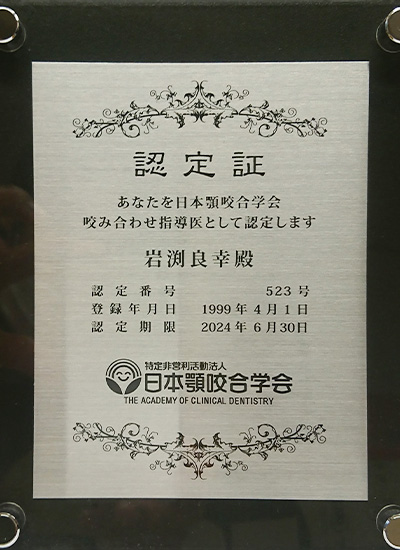 認定証
あなたを日本顎咬合学会
咬み合わせ指導医として認定します
岩渕良幸殿
認定番号 523号
登録年月日 1999年4月1日
認定期限 2024年6月30日
特定非営利活動法人
日本顎咬合学会
THE ACADEMY OF CLINICAL DENTISTRY